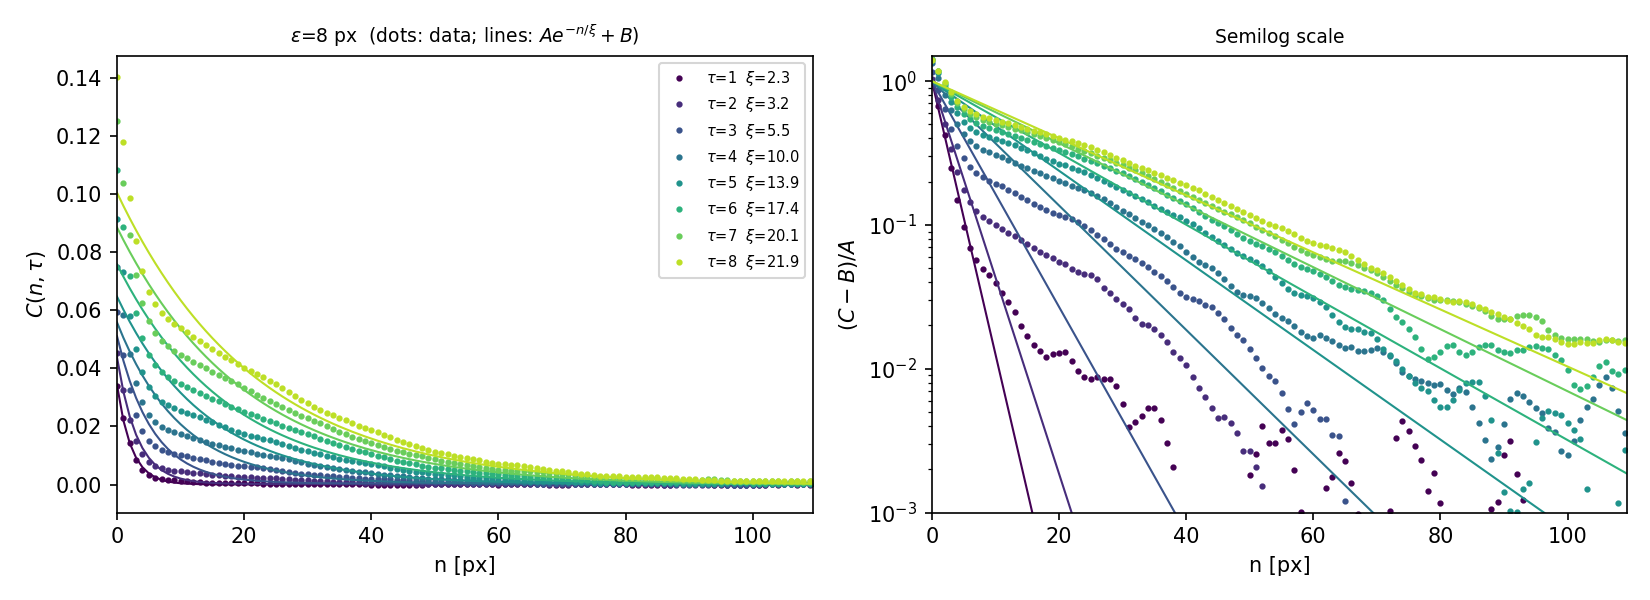 ε=8 px  (dots: data; lines: Ae^{-n/ξ} + B)
C(n, τ)
0.14
0.12
0.10
0.08
0.06
0.04
0.02
0.00
τ=1 ξ=2.3
τ=2 ξ=3.2
τ=3 ξ=5.5
τ=4 ξ=10.0
τ=5 ξ=13.9
τ=6 ξ=17.4
τ=7 ξ=20.1
τ=8 ξ=21.9
0 20 40 60 80 100
n [px]
Semilog scale
(C − B)/A
10⁰
10⁻¹
10⁻²
10⁻³
0 20 40 60 80 100
n [px]